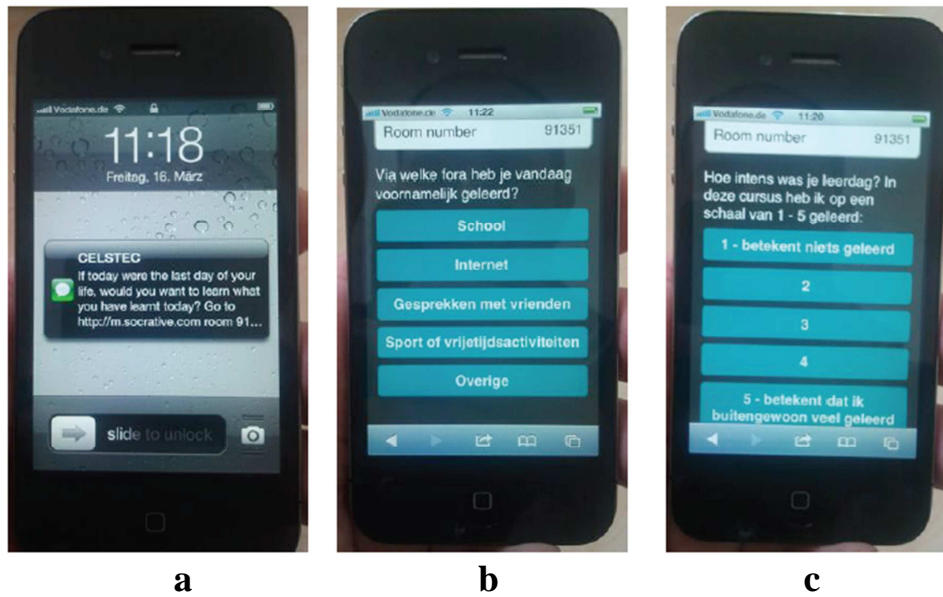 Vodafone.de
11:18
Freitag, 16. März
CELSTEC
If today were the last day of your
life, would you want to learn what
you have learnt today? Go to
http://m.socrative.com room 91...
slide to unlock
a
Vodafone.de 11:22
Room number 91351
Via welke fora heb je vandaag
voornamelijk geleerd?
School
Internet
Gesprekken met vrienden
Sport of vrijetijdsactiviteiten
Overige
b
Vodafone.de 11:20
Room number 91351
Hoe intens was je leerdag? In
deze cursus heb ik op een
schaal van 1 - 5 geleerd:
1 - betekent niets geleerd
2
3
4
5 - betekent dat ik
buitengewoon veel geleerd
c